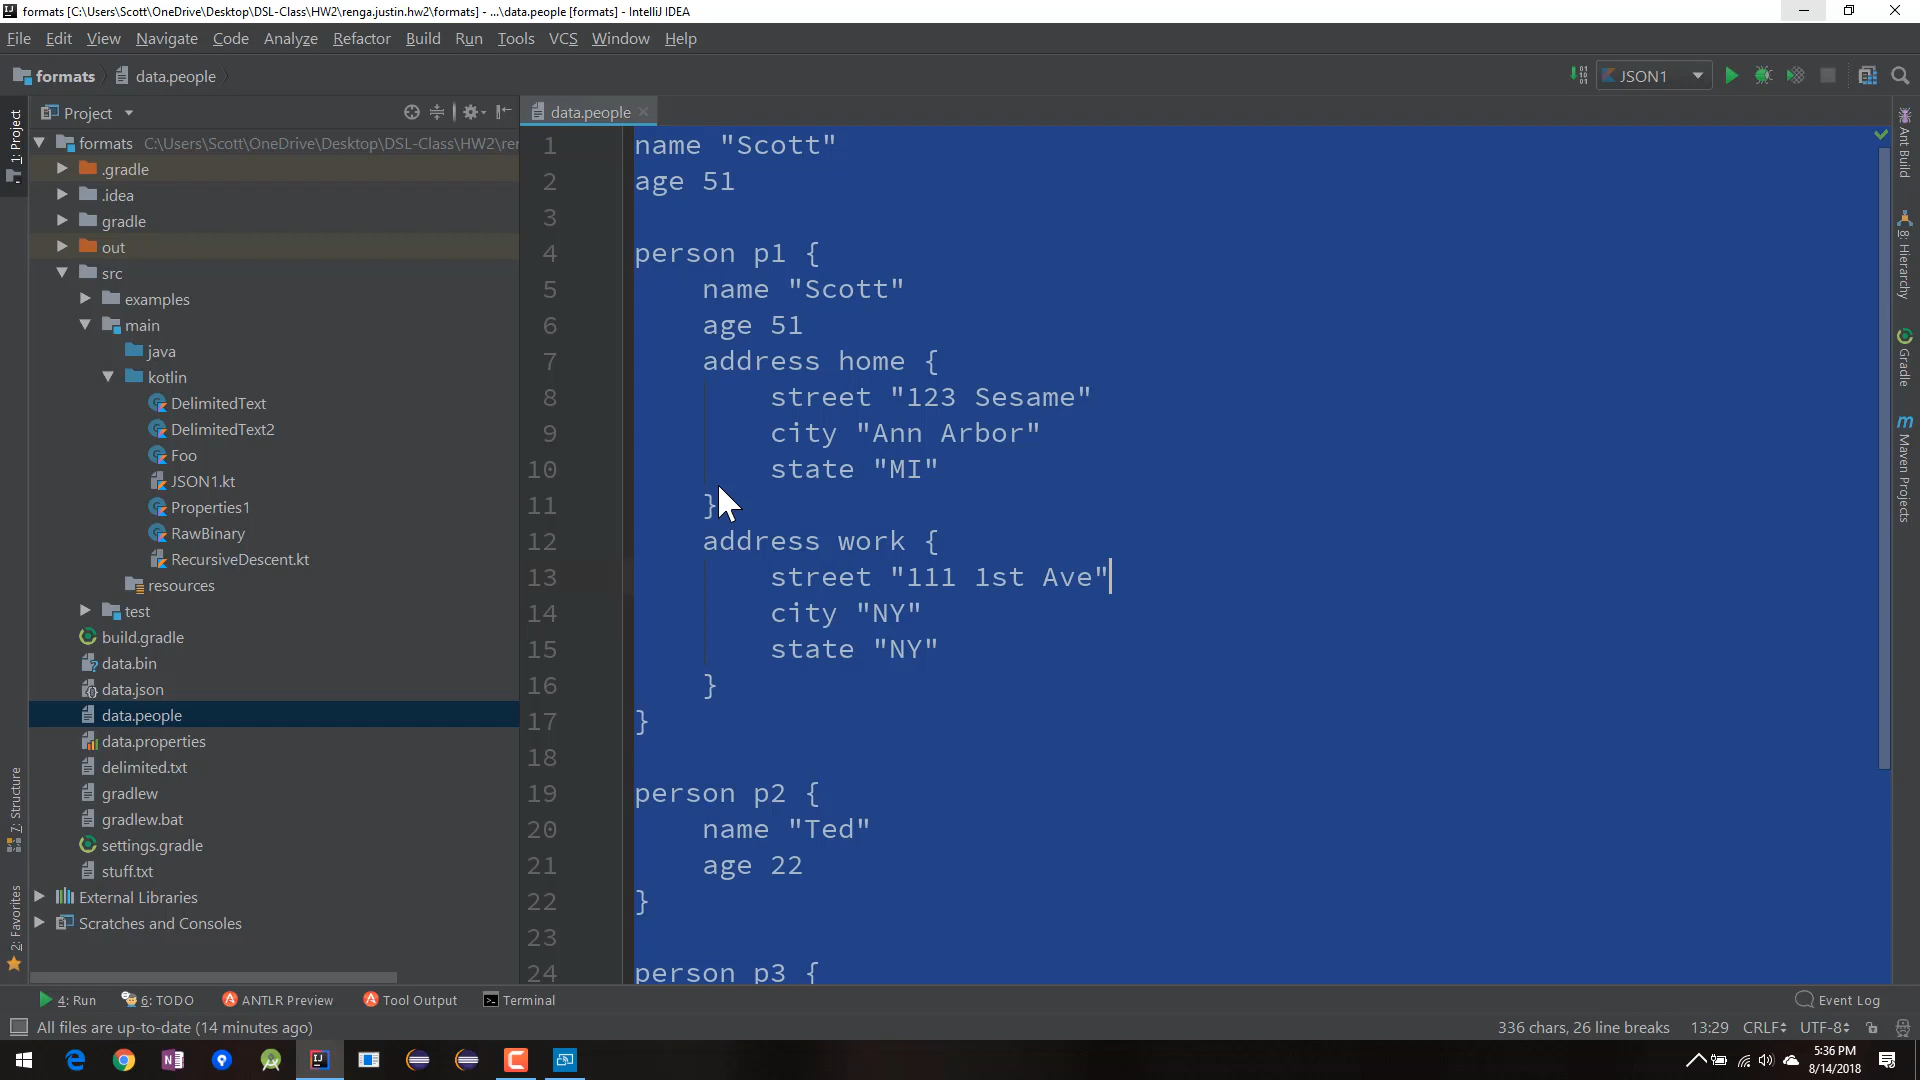 formats [C:\Users\Scott\OneDrive\Desktop\DSL-Class\HW2\renga.justin.hw2\formats] - ...\data.people [formats] - IntelliJ IDEA
File Edit View Navigate Code Analyze Refactor Build Run Tools VCS Window Help
formats data.people JSON1
Project data.people
formats C:\Users\Scott\OneDrive\Desktop\DSL-Class\HW2\ren
.gradle
.idea
gradle
out
src
examples
main
java
kotlin
DelimitedText
DelimitedText2
Foo
JSON1.kt
Properties1
RawBinary
RecursiveDescent.kt
resources
test
build.gradle
data.bin
data.json
data.people
data.properties
delimited.txt
gradlew
gradlew.bat
settings.gradle
stuff.txt
External Libraries
Scratches and Consoles
1: Project
7: Structure
2: Favorites
1 name "Scott"
2 age 51
3
4 person p1 {
5 name "Scott"
6 age 51
7 address home {
8 street "123 Sesame"
9 city "Ann Arbor"
10 state "MI"
11 }
12 address work {
13 street "111 1st Ave"
14 city "NY"
15 state "NY"
16 }
17 }
18
19 person p2 {
20 name "Ted"
21 age 22
22 }
23
24 person p3 {
Ant Build
8: Hierarchy
Gradle
Maven Projects
4: Run 6: TODO ANTLR Preview Tool Output Terminal Event Log
All files are up-to-date (14 minutes ago) 336 chars, 26 line breaks 13:29 CRLF UTF-8
5:36 PM
8/14/2018